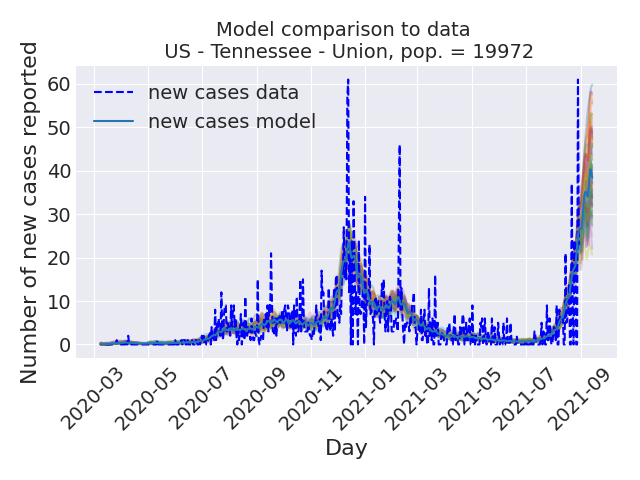 Model comparison to data
US - Tennessee - Union, pop. = 19972
Number of new cases reported
60
50
40
30
20
10
0
new cases data
new cases model
2020-03
2020-05
2020-07
2020-09
2020-11
2021-01
2021-03
2021-05
2021-07
2021-09
Day